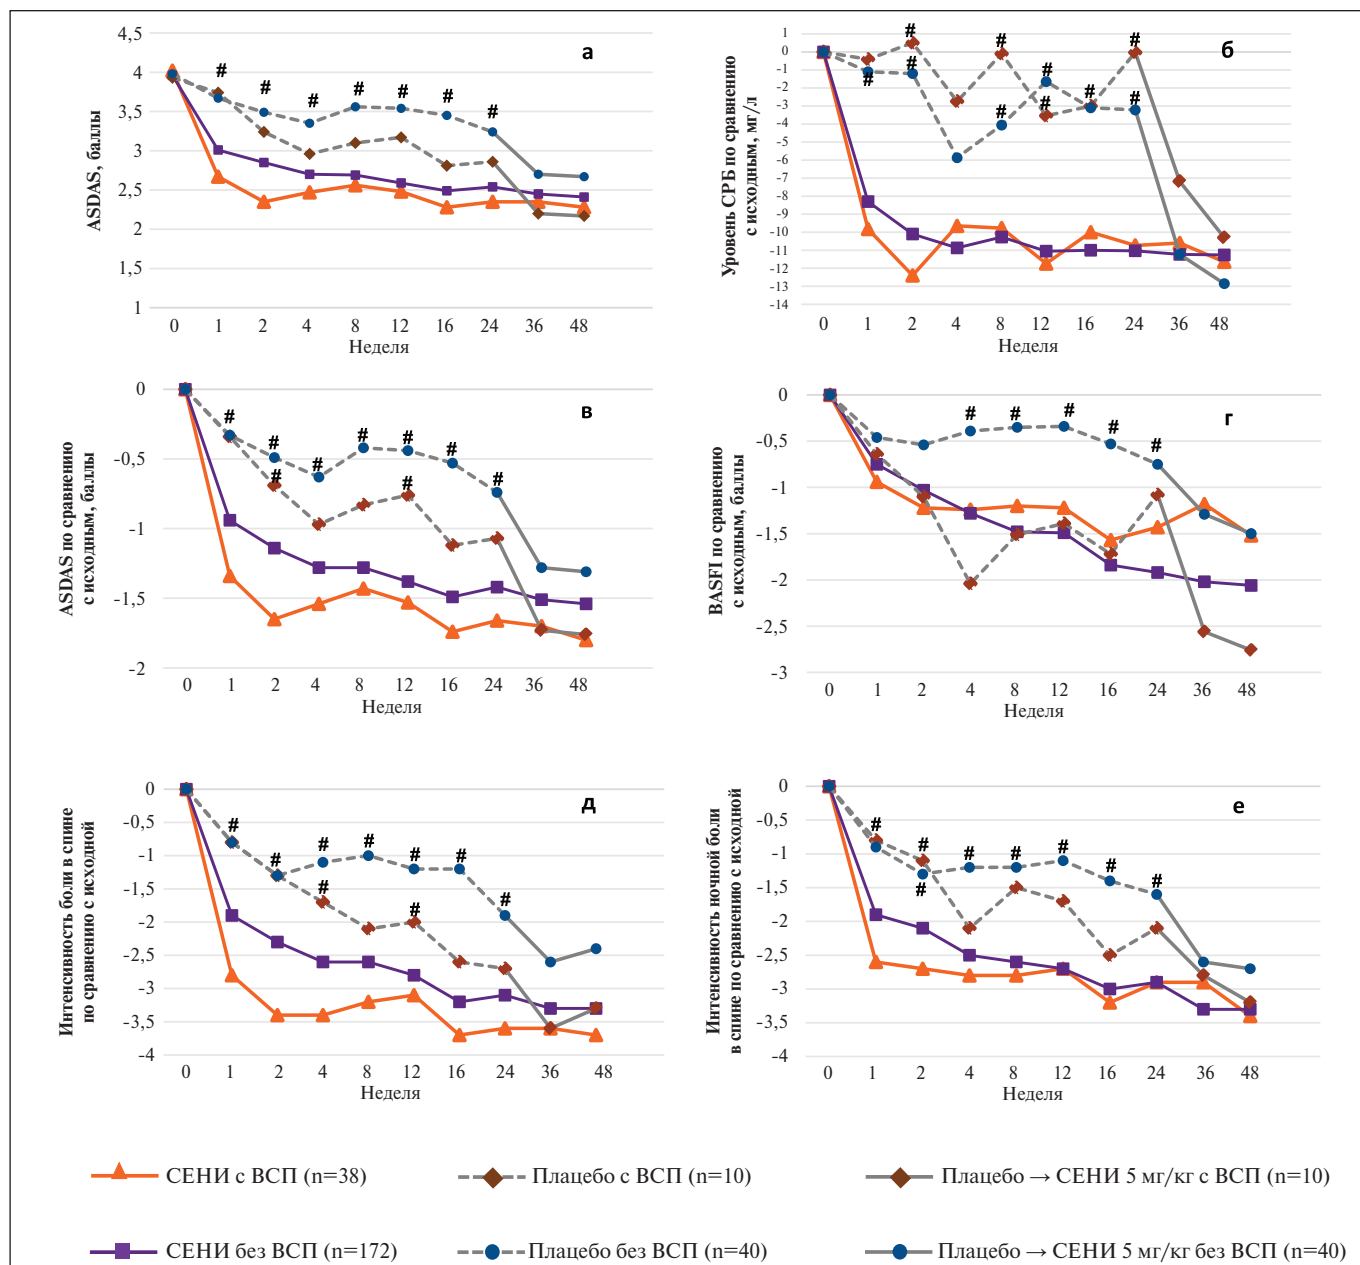 а
4,5
4
3,5
3
2,5
2
1,5
1
ASDAS, баллы
# # # # # # #
0 1 2 4 8 12 16 24 36 48
Неделя
б
1
0
-1
-2
-3
-4
-5
-6
-7
-8
-9
-10
-11
-12
-13
-14
Уровень СРБ по сравнению
с исходным, мг/л
# # # # # # # # # #
0 1 2 4 8 12 16 24 36 48
Неделя
в
0
-0,5
-1
-1,5
-2
ASDAS по сравнению
с исходным, баллы
# # # # # # # # #
0 1 2 4 8 12 16 24 36 48
Неделя
г
0
-0,5
-1
-1,5
-2
-2,5
-3
BASFI по сравнению
с исходным, баллы
# # # # #
0 1 2 4 8 12 16 24 36 48
Неделя
д
0
-0,5
-1
-1,5
-2
-2,5
-3
-3,5
-4
Интенсивность боли в спине
по сравнению с исходной
# # # # # # # # #
0 1 2 4 8 12 16 24 36 48
Неделя
е
0
-0,5
-1
-1,5
-2
-2,5
-3
-3,5
-4
Интенсивность ночной боли
в спине по сравнению с исходной
# # # # # # # #
0 1 2 4 8 12 16 24 36 48
Неделя
СЕНИ с ВСП (n=38)
Плацебо с ВСП (n=10)
Плацебо → СЕНИ 5 мг/кг с ВСП (n=10)
СЕНИ без ВСП (n=172)
Плацебо без ВСП (n=40)
Плацебо → СЕНИ 5 мг/кг без ВСП (n=40)